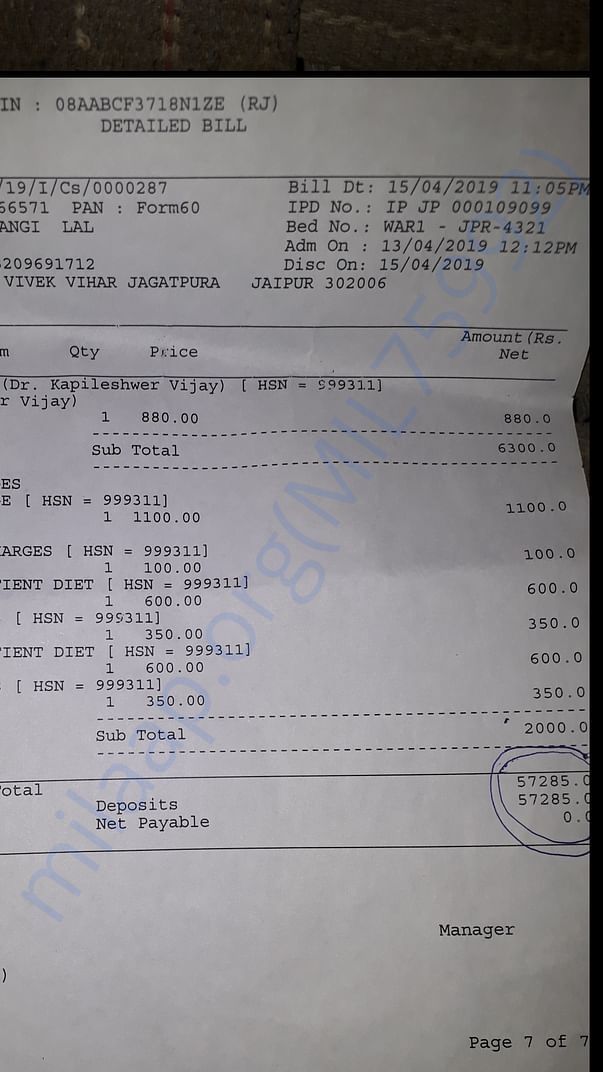 IN : 08AABCF3718N1ZE (RJ)
DETAILED BILL
/19/I/Cs/0000287 Bill Dt: 15/04/2019 11:05PM
66571 PAN : Form60 IPD No.: IP JP 000109099
ANGI LAL Bed No.: WAR1 - JPR-4321
Adm On : 13/04/2019 12:12PM
209691712 Disc On: 15/04/2019
VIVEK VIHAR JAGATPURA JAIPUR 302006
m Qty Price Amount(Rs.
Net
(Dr. Kapileshwer Vijay) [ HSN = 999311]
r Vijay)
1 880.00 880.0
Sub Total 6300.0
ES
E [ HSN = 999311]
1 1100.00 1100.0
ARGES [ HSN = 999311]
1 100.00 100.0
TIENT DIET [ HSN = 999311]
1 600.00 600.0
[ HSN = 999311]
1 350.00 350.0
TIENT DIET [ HSN = 999311]
1 600.00 600.0
[ HSN = 999311]
1 350.00 350.0
Sub Total 2000.0
otal 57285.0
Deposits 57285.0
Net Payable 0.0
Manager
)
Page 7 of 7